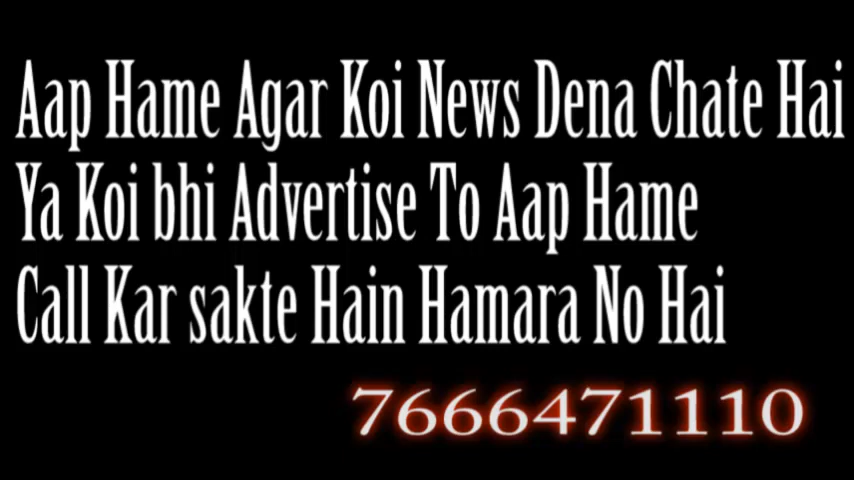 Aap Hame Agar Koi News Dena Chate Hai
Ya Koi bhi Advertise To Aap Hame
Call Kar sakte Hain Hamara No Hai
7666471110